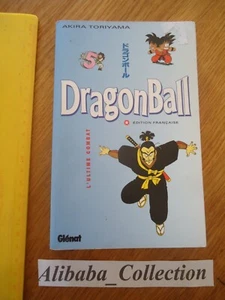 AKIRA TORIYAMA
5
ドラゴンボール
DragonBall
ÉDITION FRANÇAISE
L'ULTIME COMBAT
Glénat
Alibaba_Collection